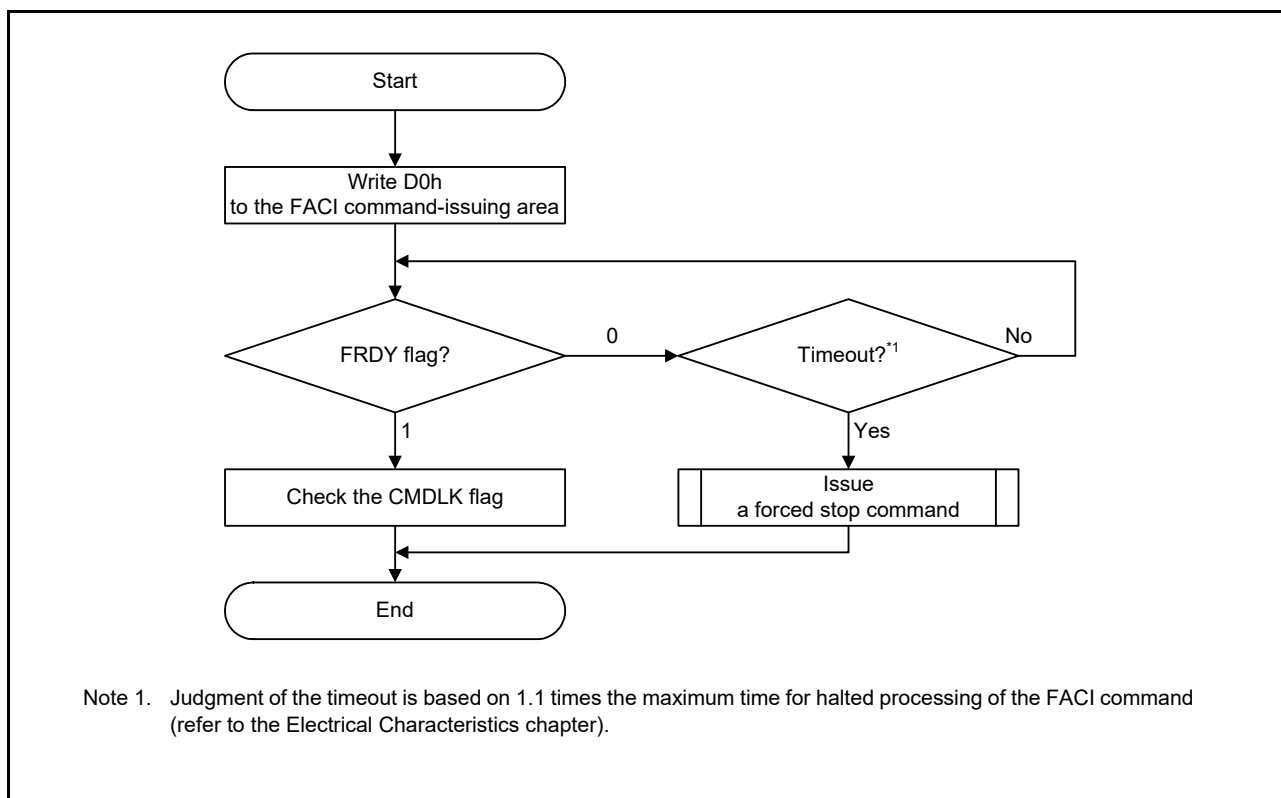 Start
Write D0h
to the FACI command-issuing area
FRDY flag?
0
Timeout?*1
No
1
Yes
Check the CMDLK flag
Issue
a forced stop command
End
Note 1. Judgment of the timeout is based on 1.1 times the maximum time for halted processing of the FACI command
(refer to the Electrical Characteristics chapter).